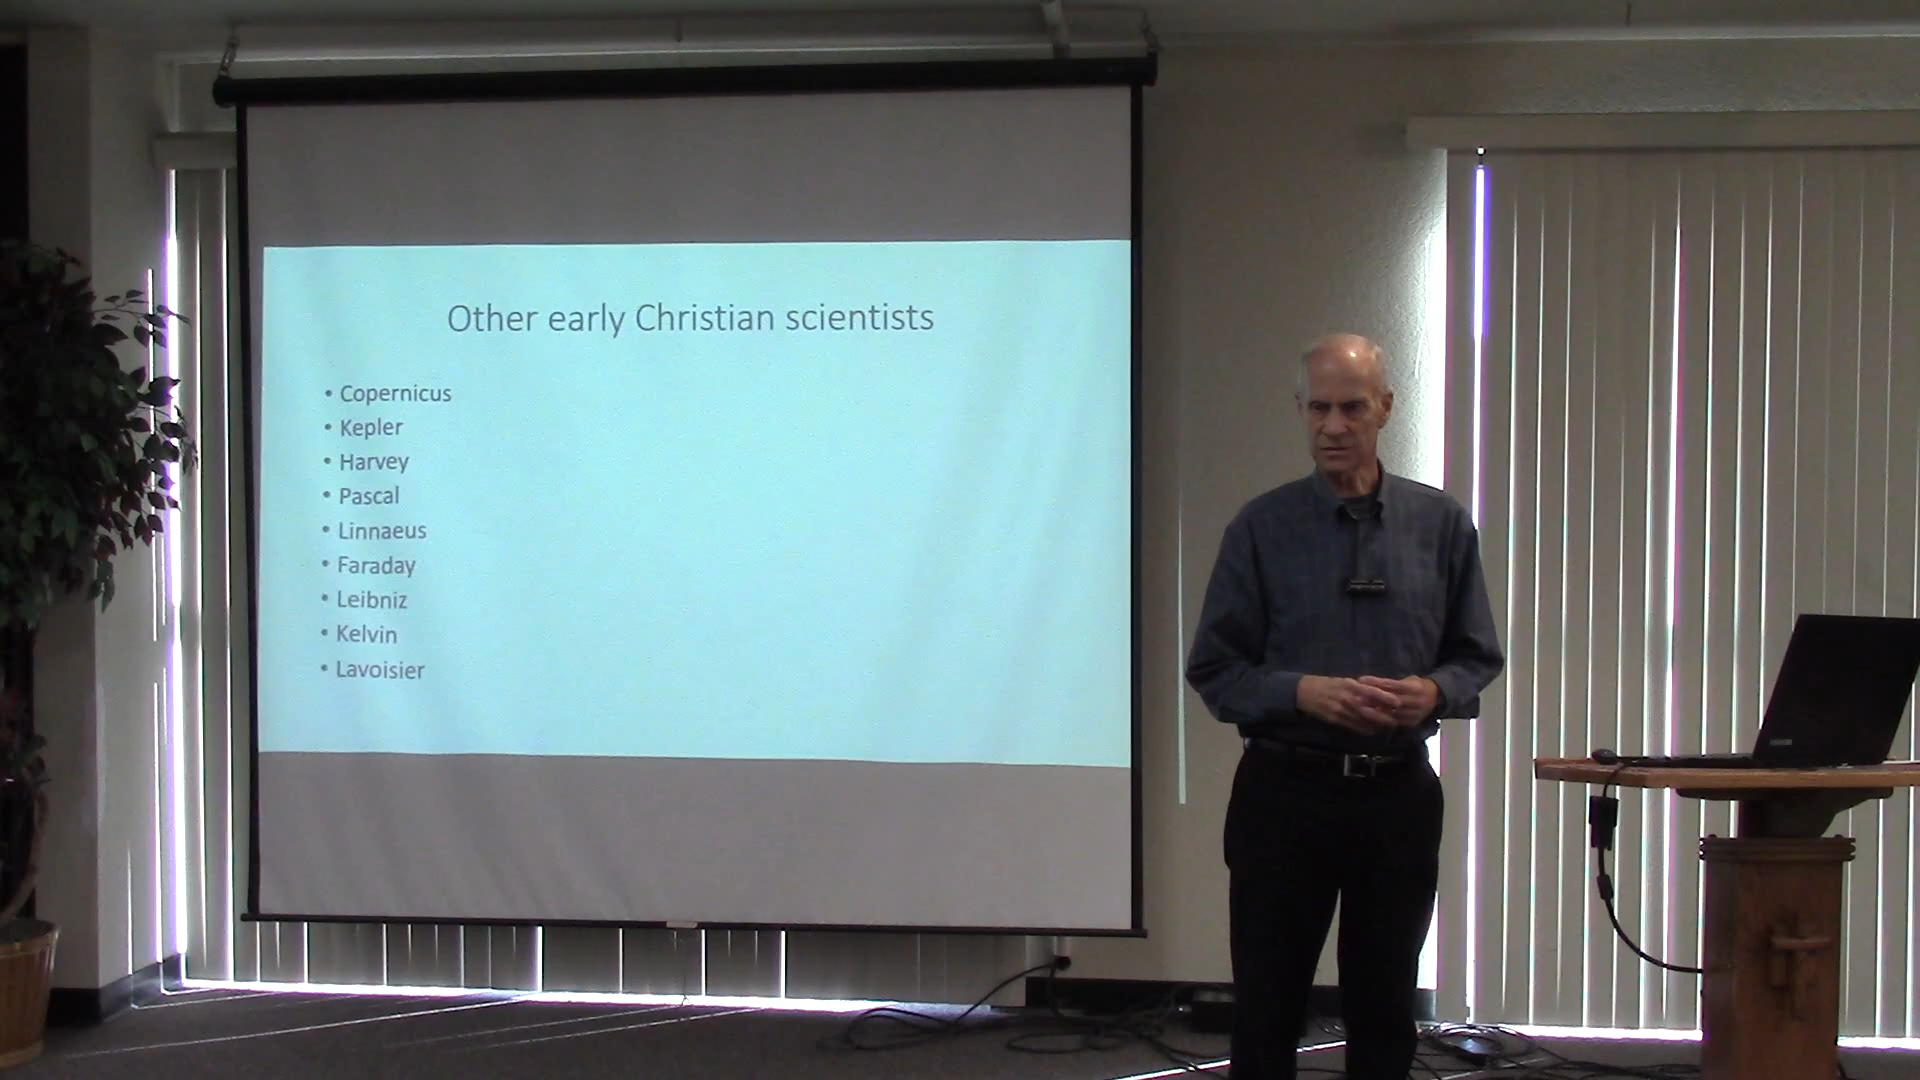 Other early Christian scientists
• Copernicus
• Kepler
• Harvey
• Pascal
• Linnaeus
• Faraday
• Leibniz
• Kelvin
• Lavoisier